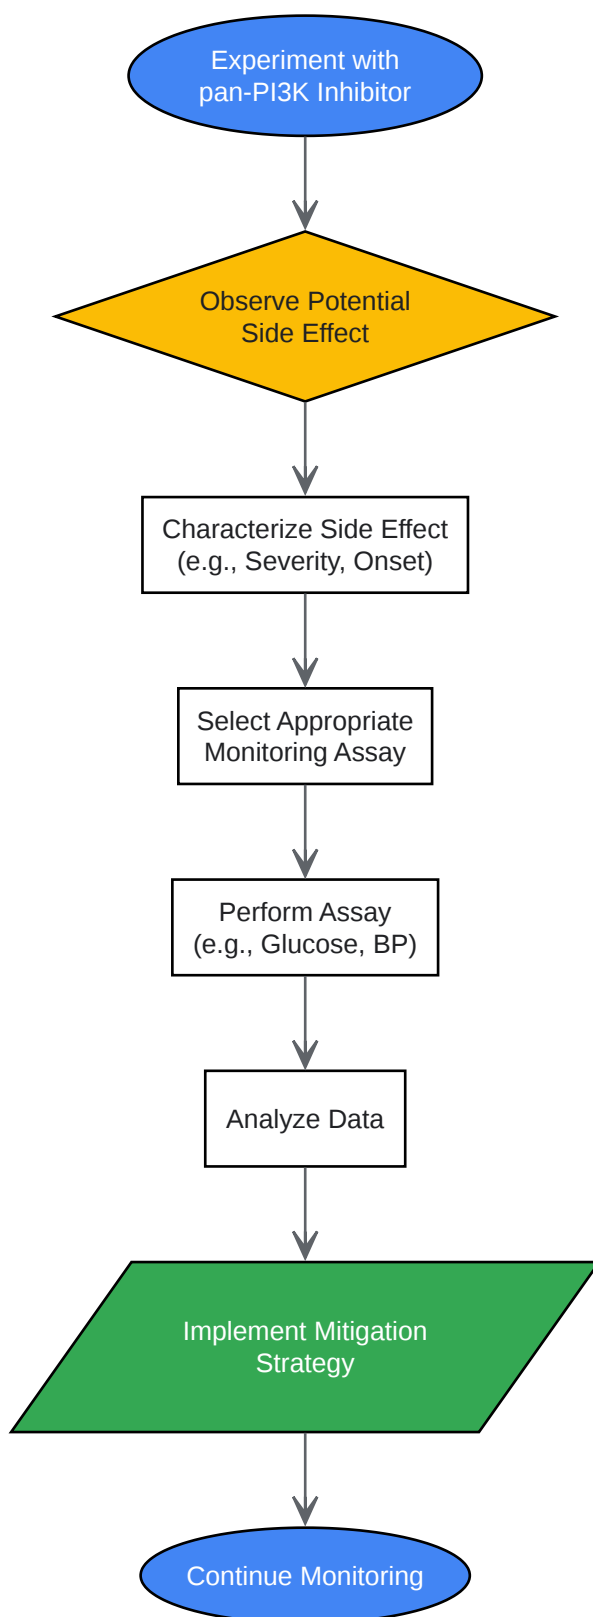 Experiment with
pan-PI3K Inhibitor
Observe Potential
Side Effect
Characterize Side Effect
(e.g., Severity, Onset)
Select Appropriate
Monitoring Assay
Perform Assay
(e.g., Glucose, BP)
Analyze Data
Implement Mitigation
Strategy
Continue Monitoring